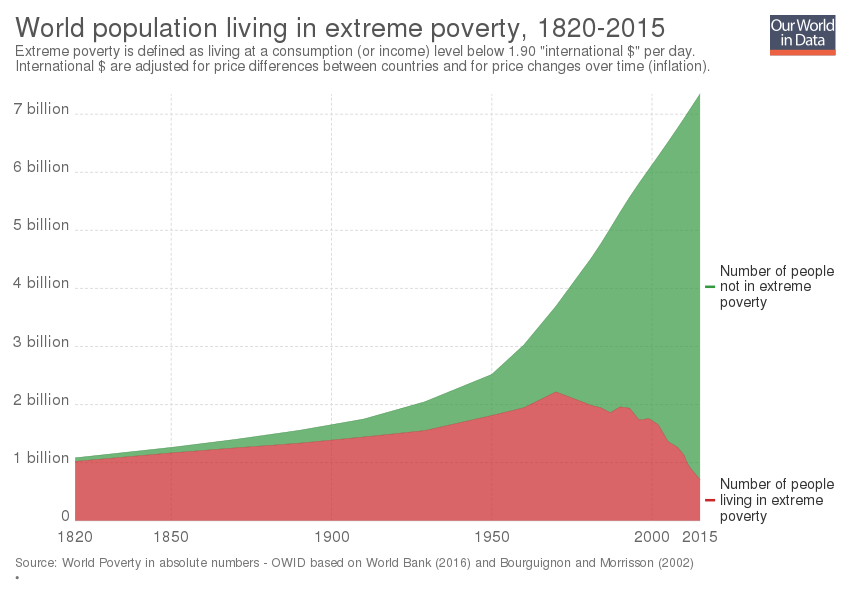 World population living in extreme poverty, 1820-2015
Extreme poverty is defined as living at a consumption (or income) level below 1.90 "international $" per day.
International $ are adjusted for price differences between countries and for price changes over time (inflation).
Our World
in Data
7 billion
6 billion
5 billion
4 billion
3 billion
2 billion
1 billion
0
1820
1850
1900
1950
2000
2015
Number of people
not in extreme
poverty
Number of people
living in extreme
poverty
Source: World Poverty in absolute numbers - OWID based on World Bank (2016) and Bourguignon and Morrisson (2002)
•